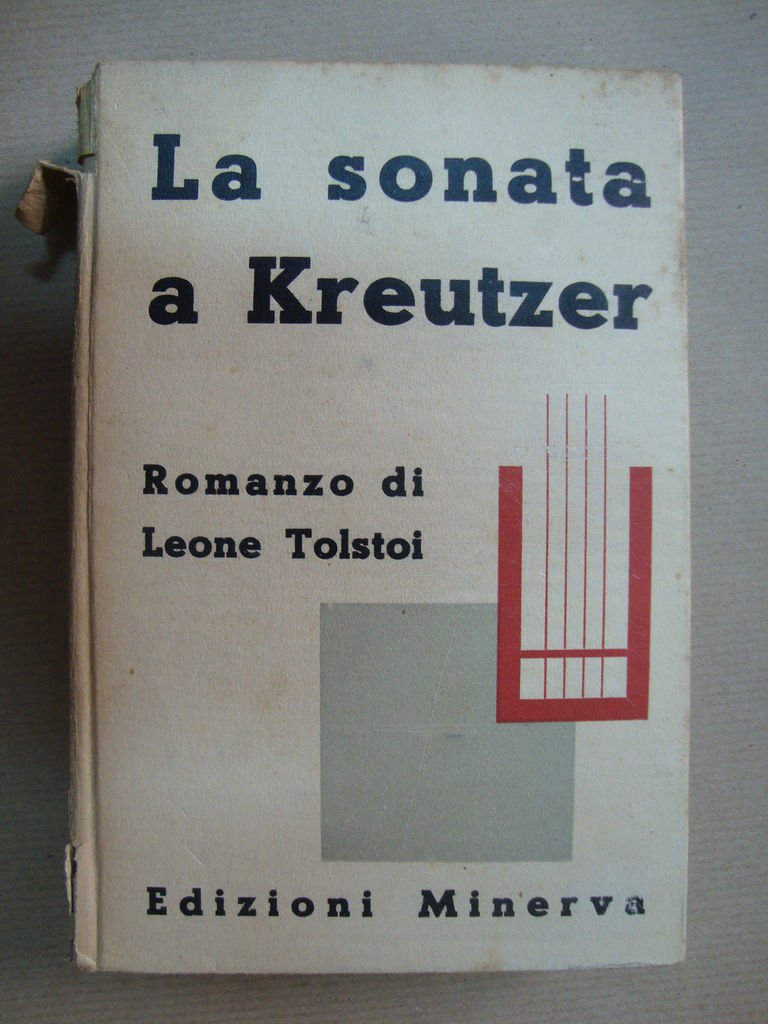 La sonata
a Kreutzer
Romanzo di
Leone Tolstoi
Edizioni Minerva